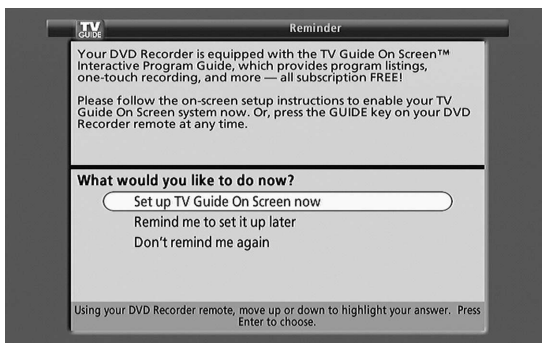 TV
GUIDE
Reminder
Your DVD Recorder is equipped with the TV Guide On Screen™
Interactive Program Guide, which provides program listings,
one-touch recording, and more — all subscription FREE!
Please follow the on-screen setup instructions to enable your TV
Guide On Screen system now. Or, press the GUIDE key on your DVD
Recorder remote at any time.
What would you like to do now?
Set up TV Guide On Screen now
Remind me to set it up later
Don't remind me again
Using your DVD Recorder remote, move up or down to highlight your answer. Press
Enter to choose.